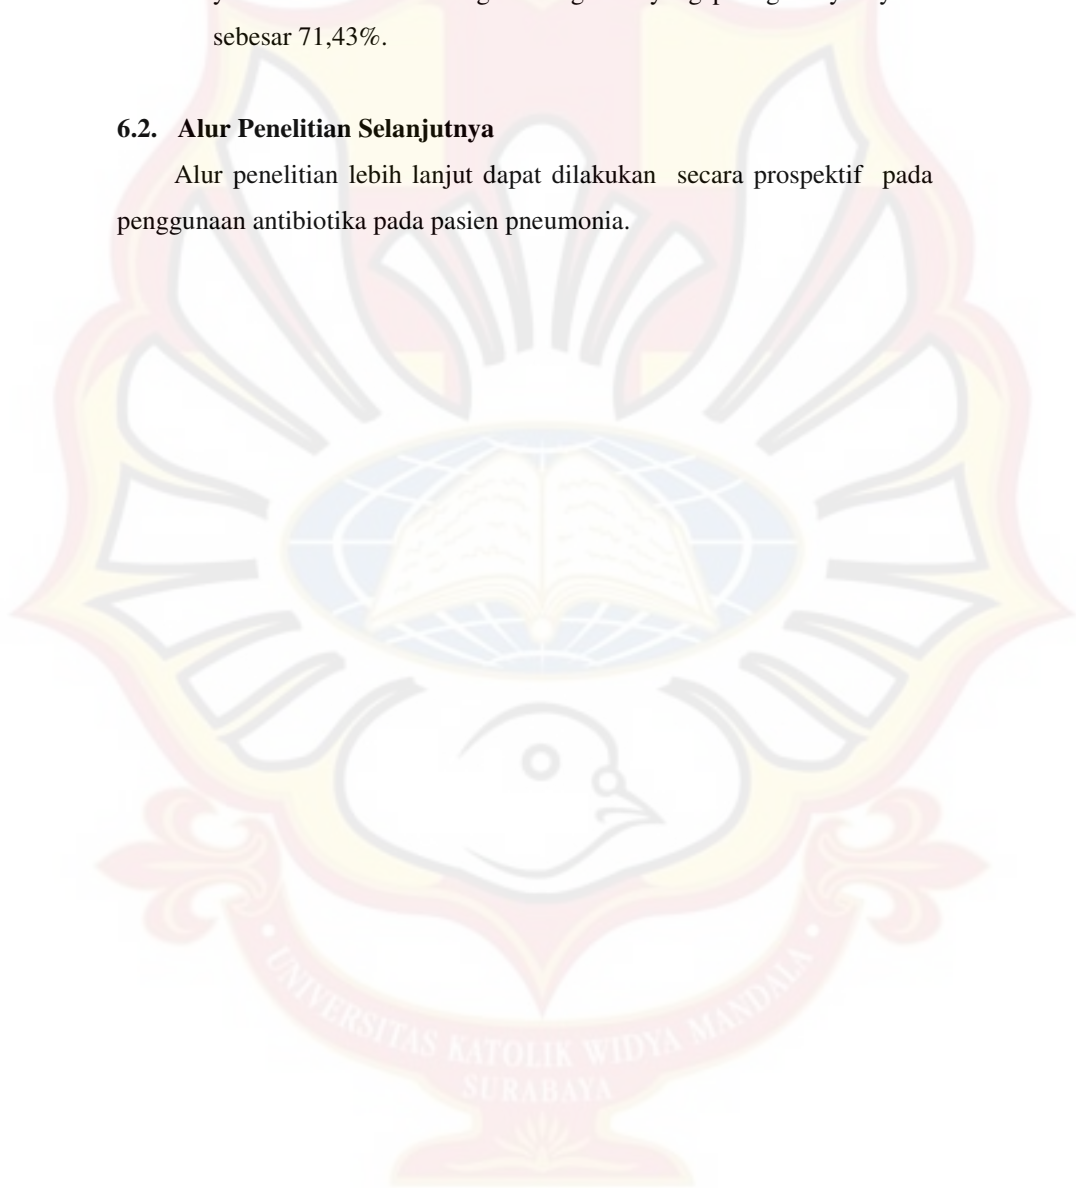 sebesar 71,43%.
6.2. Alur Penelitian Selanjutnya
Alur penelitian lebih lanjut dapat dilakukan secara prospektif pada
penggunaan antibiotika pada pasien pneumonia.
UNIVERSITAS KATOLIK WIDYA MANDALA
SURABAYA